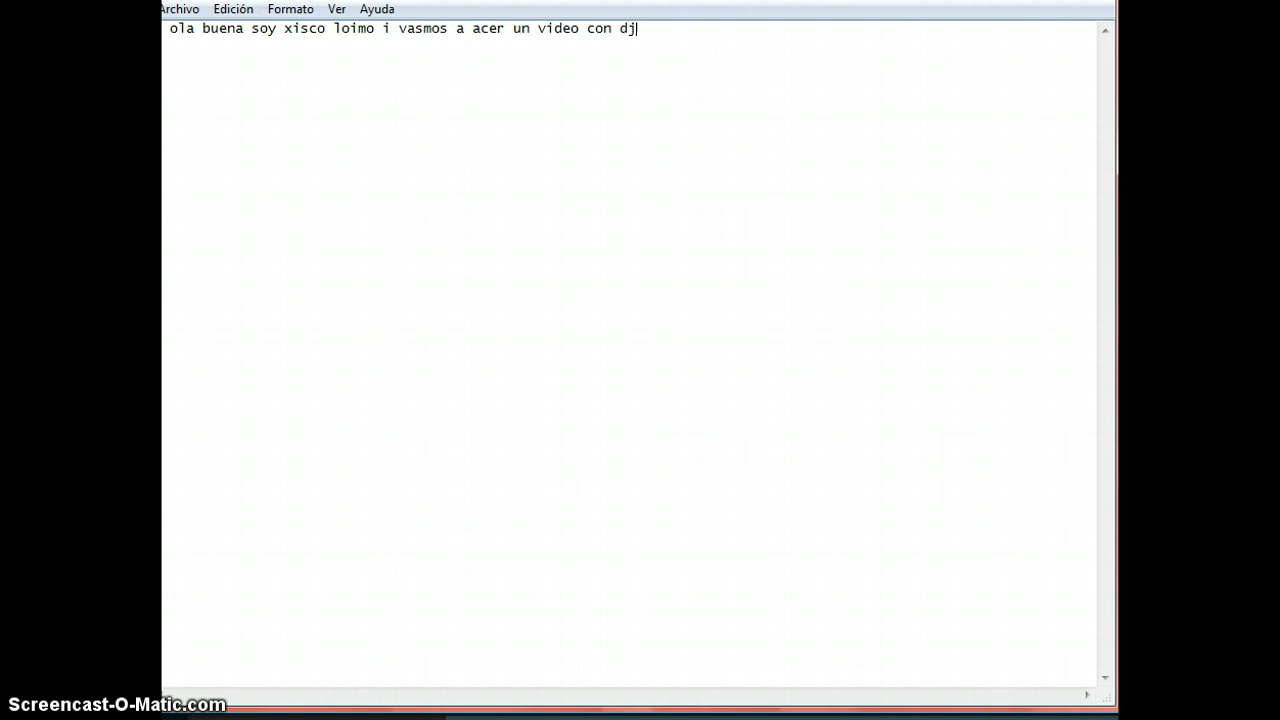 Archivo Edición Formato Ver Ayuda
ola buena soy xisco loimo i vasmos a acer un video con dj
Screencast-O-Matic.com